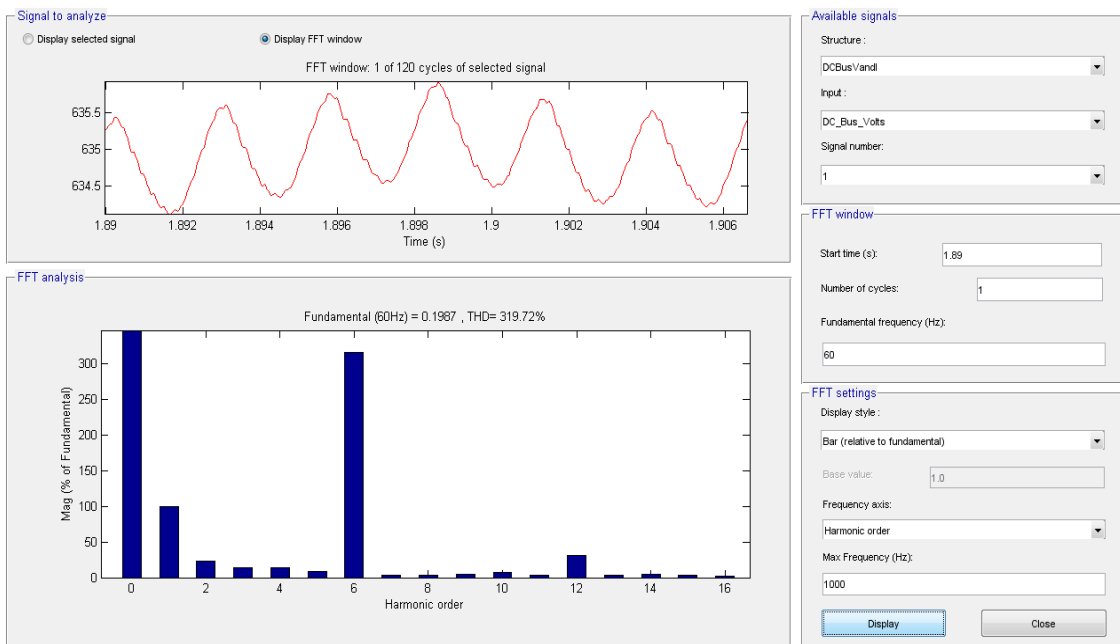 Signal to analyze
Display selected signal
Display FFT window
FFT window: 1 of 120 cycles of selected signal
635.5
635
634.5
1.89 1.892 1.894 1.896 1.898 1.9 1.902 1.904 1.906
Time (s)
FFT analysis
Fundamental (60Hz) = 0.1987 , THD= 319.72%
Mag (% of Fundamental)
300
250
200
150
100
50
0
0 2 4 6 8 10 12 14 16
Harmonic order
Available signals
Structure :
DCBusVandI
Input :
DC_Bus_Volts
Signal number:
1
FFT window
Start time (s):
1.89
Number of cycles:
1
Fundamental frequency (Hz):
60
FFT settings
Display style :
Bar (relative to fundamental)
Base value:
1.0
Frequency axis:
Harmonic order
Max Frequency (Hz):
1000
Display
Close